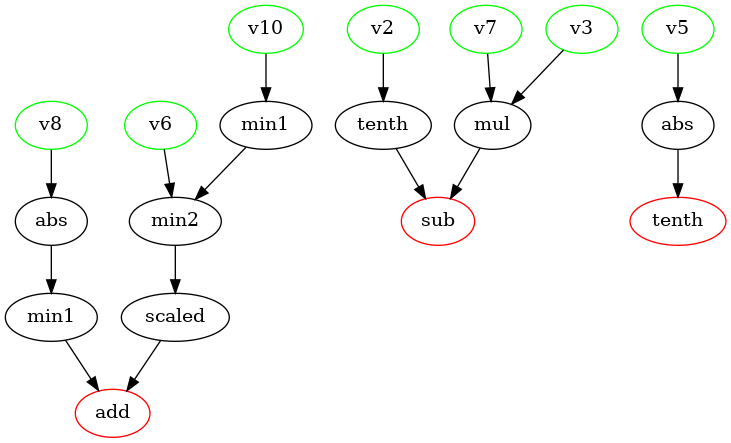 v10
v2
v7
v3
v5
v8
v6
min1
tenth
mul
abs
abs
min2
sub
tenth
min1
scaled
add